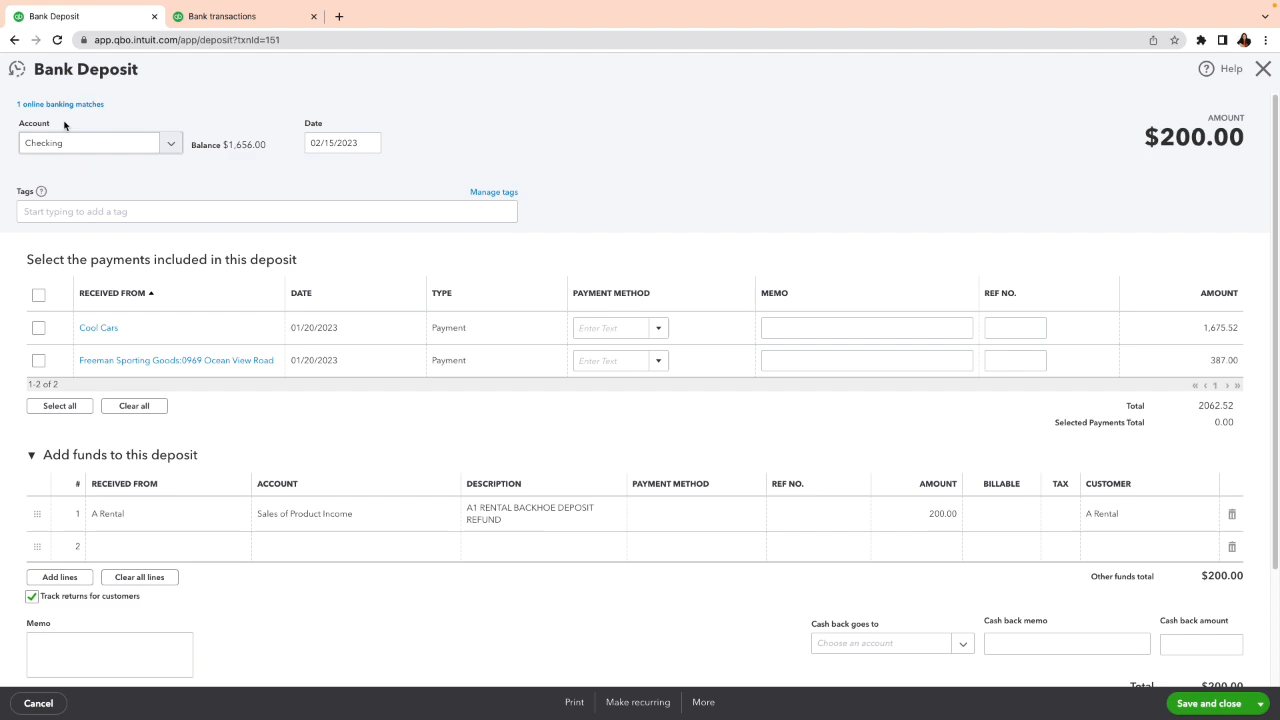 Bank Deposit
Bank transactions
app.qbo.intuit.com/app/deposit?txnId=151
Bank Deposit
Help
1 online banking matches
Account
Date
AMOUNT
Checking
Balance $1,656.00
02/15/2023
$200.00
Tags
Manage tags
Start typing to add a tag
Select the payments included in this deposit
RECEIVED FROM DATE TYPE PAYMENT METHOD MEMO REF NO. AMOUNT
Cool Cars 01/20/2023 Payment Enter Text 1,675.52
Freeman Sporting Goods:0969 Ocean View Road 01/20/2023 Payment Enter Text 387.00
1-2 of 2 « ‹ 1 › »
Select all Clear all Total 2062.52
Selected Payments Total 0.00
▼ Add funds to this deposit
# RECEIVED FROM ACCOUNT DESCRIPTION PAYMENT METHOD REF NO. AMOUNT BILLABLE TAX CUSTOMER
1 A Rental Sales of Product Income A1 RENTAL BACKHOE DEPOSIT REFUND 200.00 A Rental
2
Add lines Clear all lines Other funds total $200.00
Track returns for customers
Memo
Cash back goes to Cash back memo Cash back amount
Choose an account
Total $200.00
Cancel Print Make recurring More Save and close